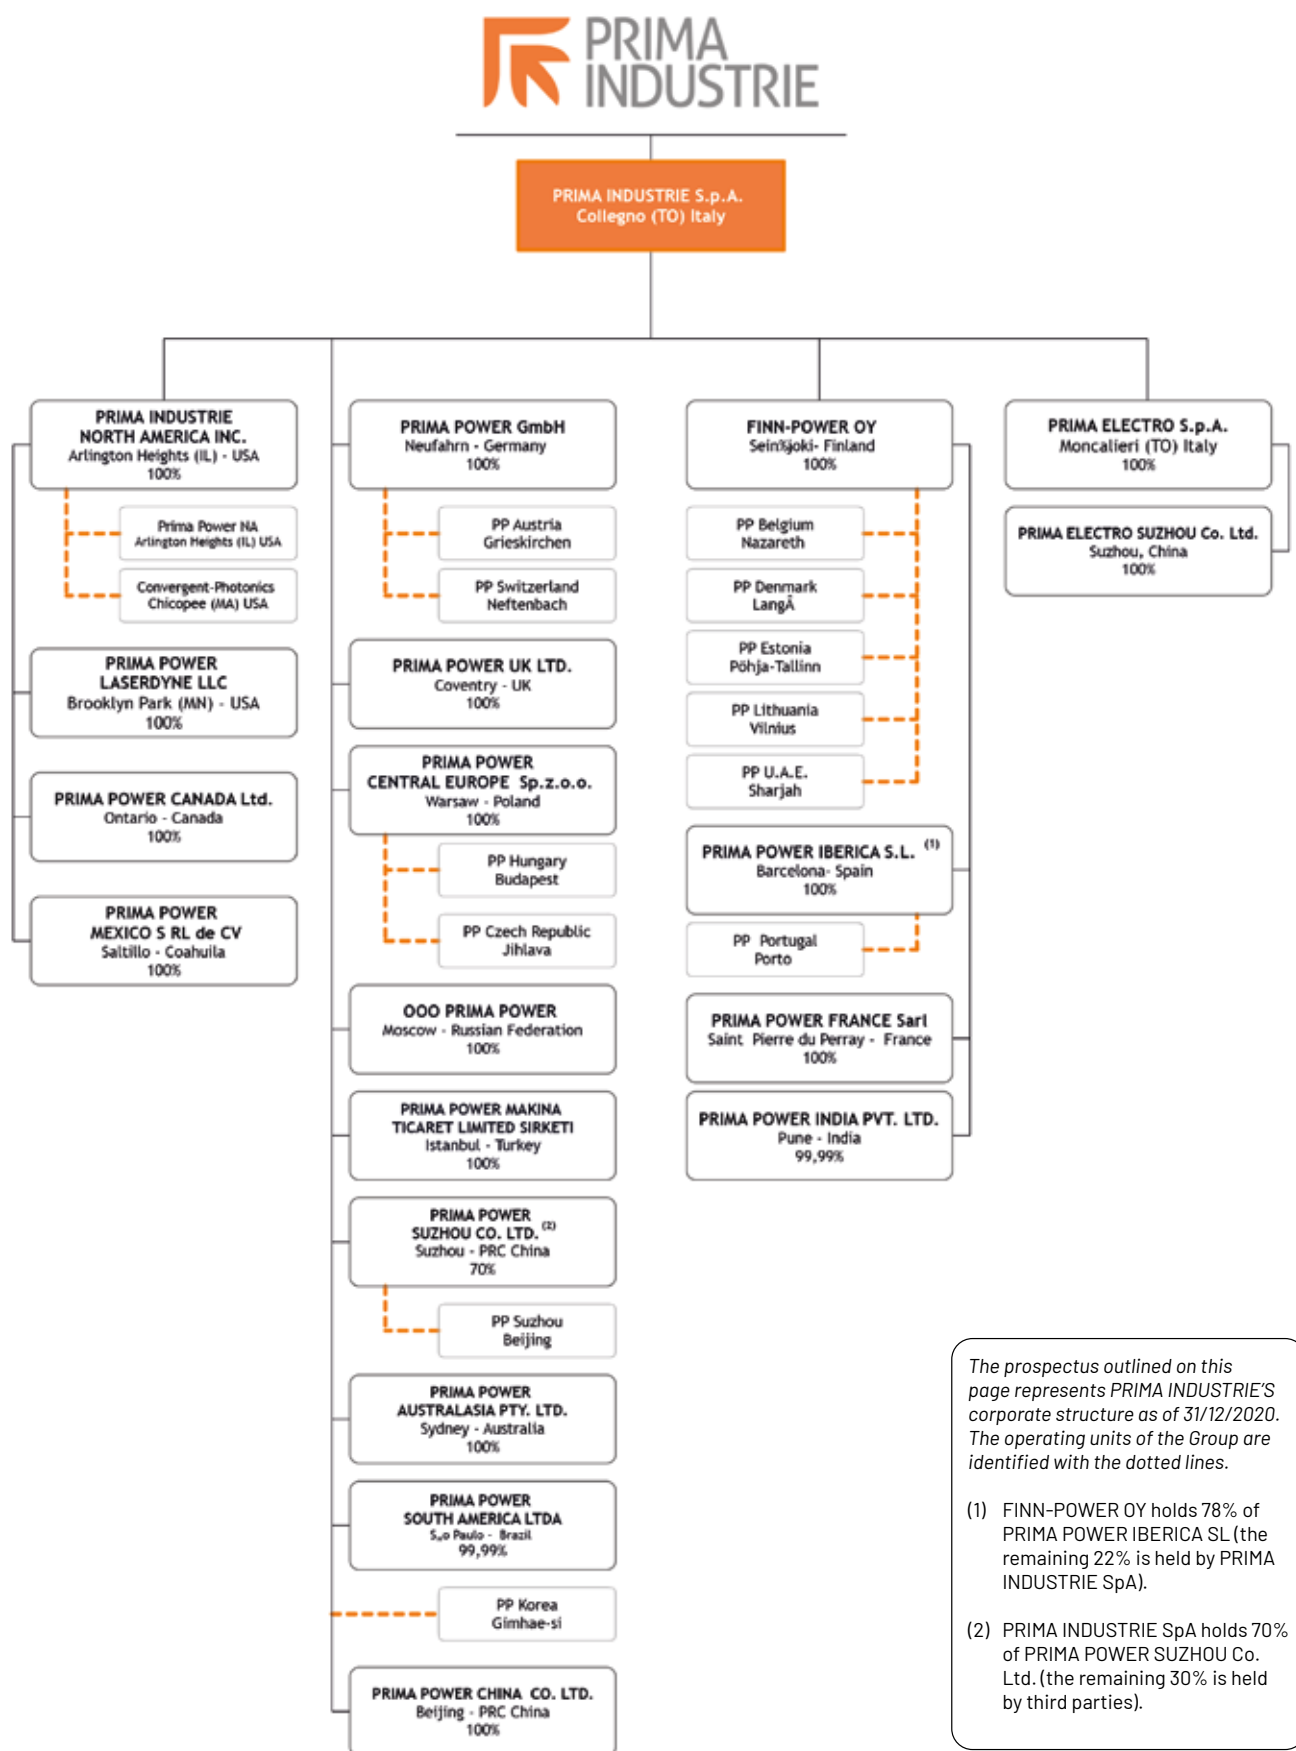 PRIMA
INDUSTRIE
PRIMA INDUSTRIE S.p.A.
Collegno (TO) Italy
PRIMA INDUSTRIE
NORTH AMERICA INC.
Arlington Heights (IL) - USA
100%
Prima Power NA
Arlington Heights (IL) USA
Convergent-Photonics
Chicopee (MA) USA
PRIMA POWER
LASERDYNE LLC
Brooklyn Park (MN) - USA
100%
PRIMA POWER CANADA Ltd.
Ontario - Canada
100%
PRIMA POWER
MEXICO S RL de CV
Saltillo - Coahuila
100%
PRIMA POWER GmbH
Neufahrn - Germany
100%
PP Austria
Grieskirchen
PP Switzerland
Neftenbach
PRIMA POWER UK LTD.
Coventry - UK
100%
PRIMA POWER
CENTRAL EUROPE Sp.z.o.o.
Warsaw - Poland
100%
PP Hungary
Budapest
PP Czech Republic
Jihlava
OOO PRIMA POWER
Moscow - Russian Federation
100%
PRIMA POWER MAKINA
TICARET LIMITED SIRKETI
Istanbul - Turkey
100%
PRIMA POWER
SUZHOU CO. LTD. (2)
Suzhou - PRC China
70%
PP Suzhou
Beijing
PRIMA POWER
AUSTRALASIA PTY. LTD.
Sydney - Australia
100%
PRIMA POWER
SOUTH AMERICA LTDA
S„o Paulo - Brazil
99,99%
PP Korea
Gimhae-si
PRIMA POWER CHINA CO. LTD.
Beijing - PRC China
100%
FINN-POWER OY
Sein‰joki- Finland
100%
PP Belgium
Nazareth
PP Denmark
LangÂ
PP Estonia
Pöhja-Tallinn
PP Lithuania
Vilnius
PP U.A.E.
Sharjah
PRIMA POWER IBERICA S.L. (1)
Barcelona- Spain
100%
PP Portugal
Porto
PRIMA POWER FRANCE Sarl
Saint Pierre du Perray - France
100%
PRIMA POWER INDIA PVT. LTD.
Pune - India
99,99%
PRIMA ELECTRO S.p.A.
Moncalieri (TO) Italy
100%
PRIMA ELECTRO SUZHOU Co. Ltd.
Suzhou, China
100%
The prospectus outlined on this
page represents PRIMA INDUSTRIE'S
corporate structure as of 31/12/2020.
The operating units of the Group are
identified with the dotted lines.
(1) FINN-POWER OY holds 78% of
PRIMA POWER IBERICA SL (the
remaining 22% is held by PRIMA
INDUSTRIE SpA).
(2) PRIMA INDUSTRIE SpA holds 70%
of PRIMA POWER SUZHOU Co.
Ltd. (the remaining 30% is held
by third parties).